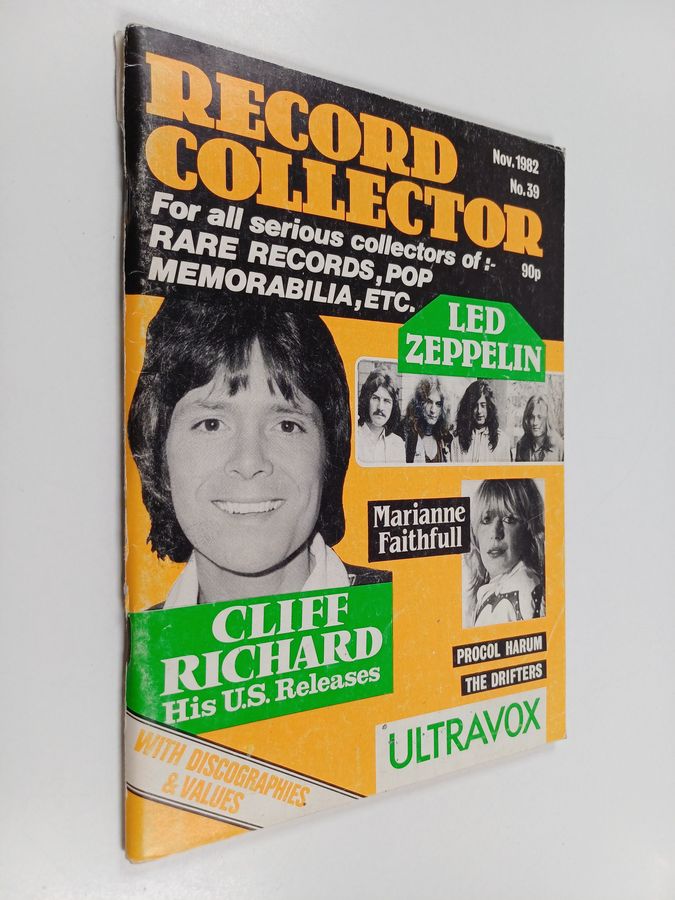 RECORD
COLLECTOR
Nov. 1982
No. 39
90p
For all serious collectors of :-
RARE RECORDS, POP
MEMORABILIA, ETC.
LED
ZEPPELIN
Marianne
Faithfull
CLIFF
RICHARD
His U.S. Releases
PROCOL HARUM
THE DRIFTERS
ULTRAVOX
WITH DISCOGRAPHIES
& VALUES